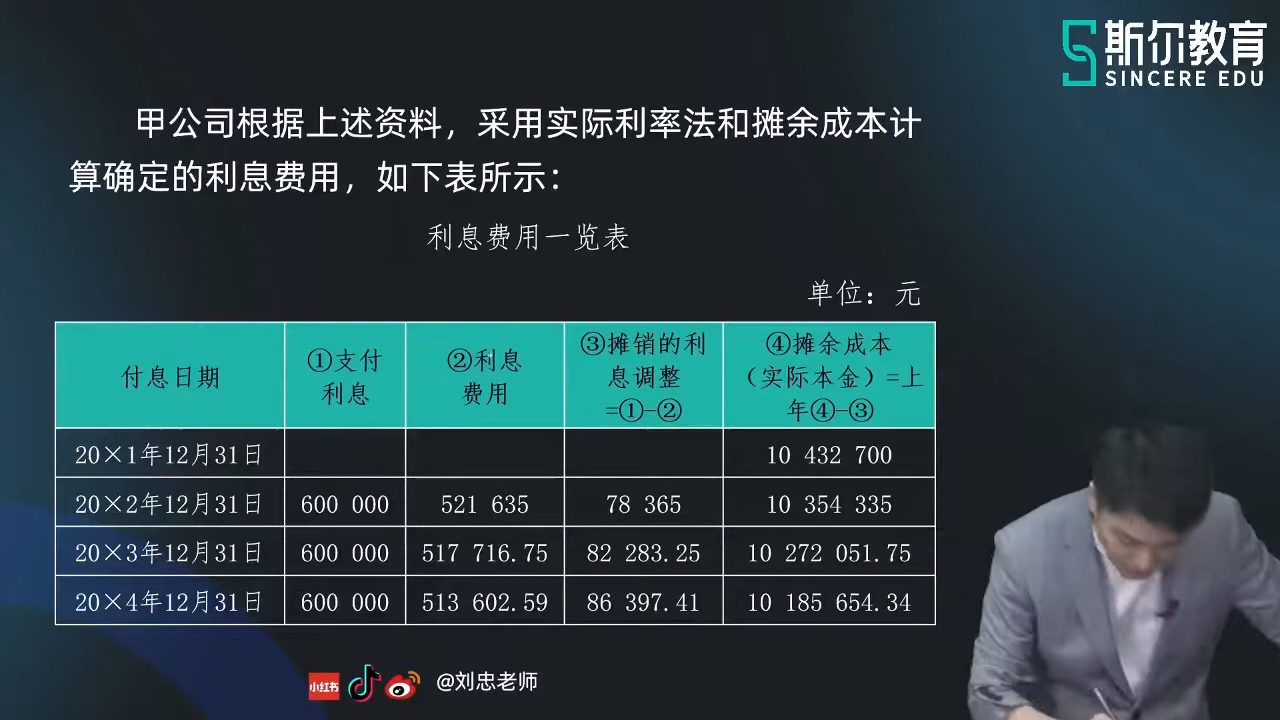 斯尔教育
SINCERE EDU
甲公司根据上述资料，采用实际利率法和摊余成本计
算确定的利息费用，如下表所示：
利息费用一览表
单位：元
付息日期 ①支付利息 ②利息费用 ③摊销的利息调整=①-② ④摊余成本（实际本金）=上年④-③
20×1年12月31日 10 432 700
20×2年12月31日 600 000 521 635 78 365 10 354 335
20×3年12月31日 600 000 517 716.75 82 283.25 10 272 051.75
20×4年12月31日 600 000 513 602.59 86 397.41 10 185 654.34
小红书 @刘忠老师